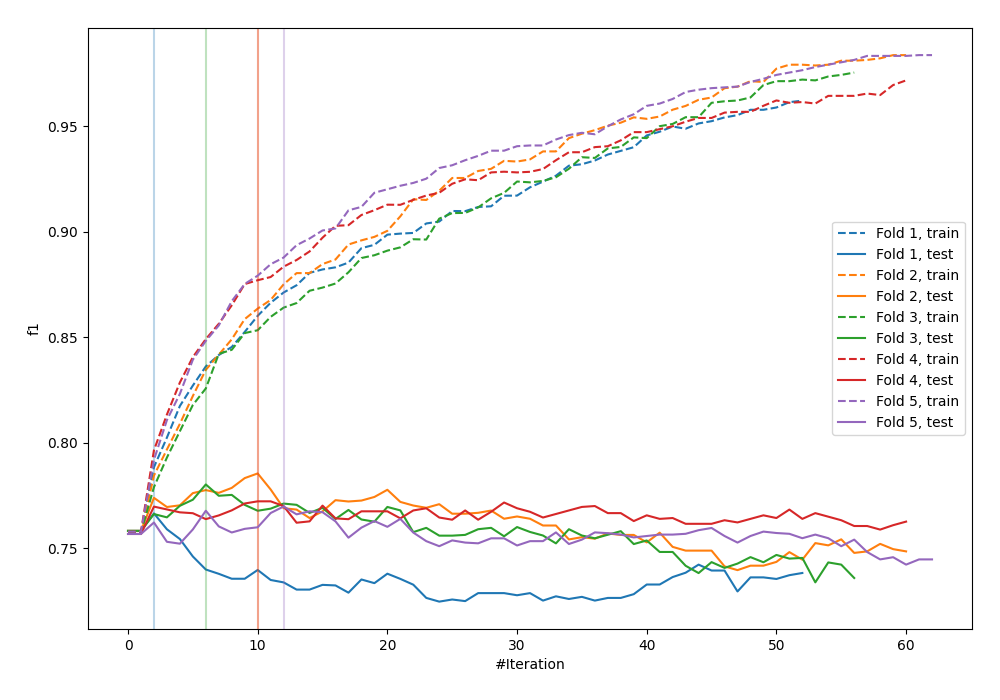 0.95
0.90
0.85
0.80
0.75
f1
0 10 20 30 40 50 60
#Iteration
Fold 1, train
Fold 1, test
Fold 2, train
Fold 2, test
Fold 3, train
Fold 3, test
Fold 4, train
Fold 4, test
Fold 5, train
Fold 5, test